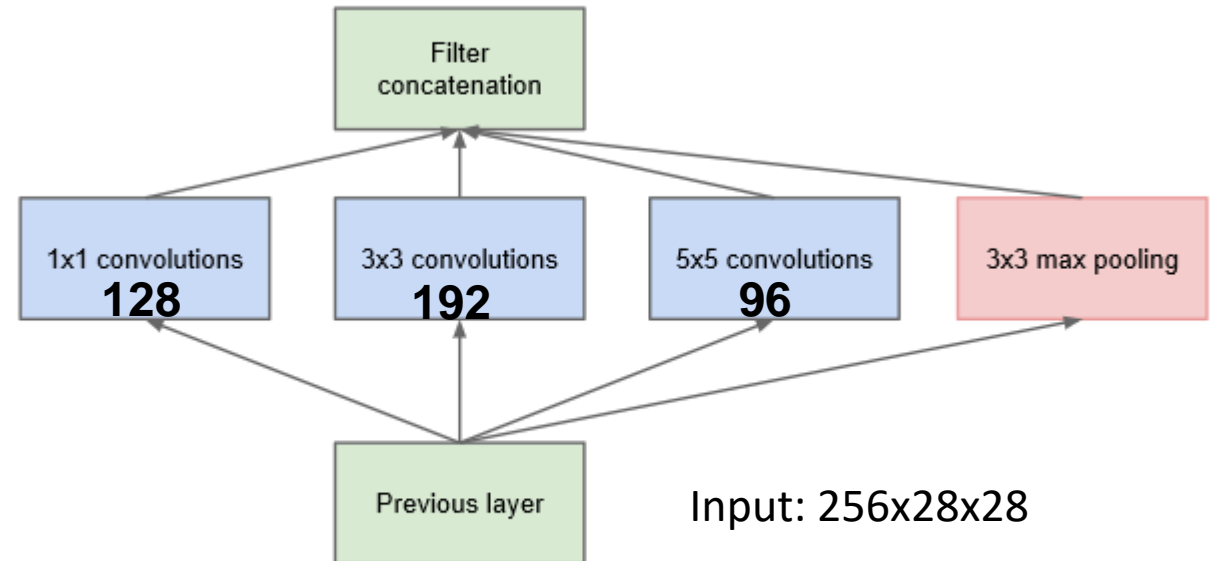 Filter
concatenation
1x1 convolutions
128
3x3 convolutions
192
5x5 convolutions
96
3x3 max pooling
Previous layer
Input: 256x28x28